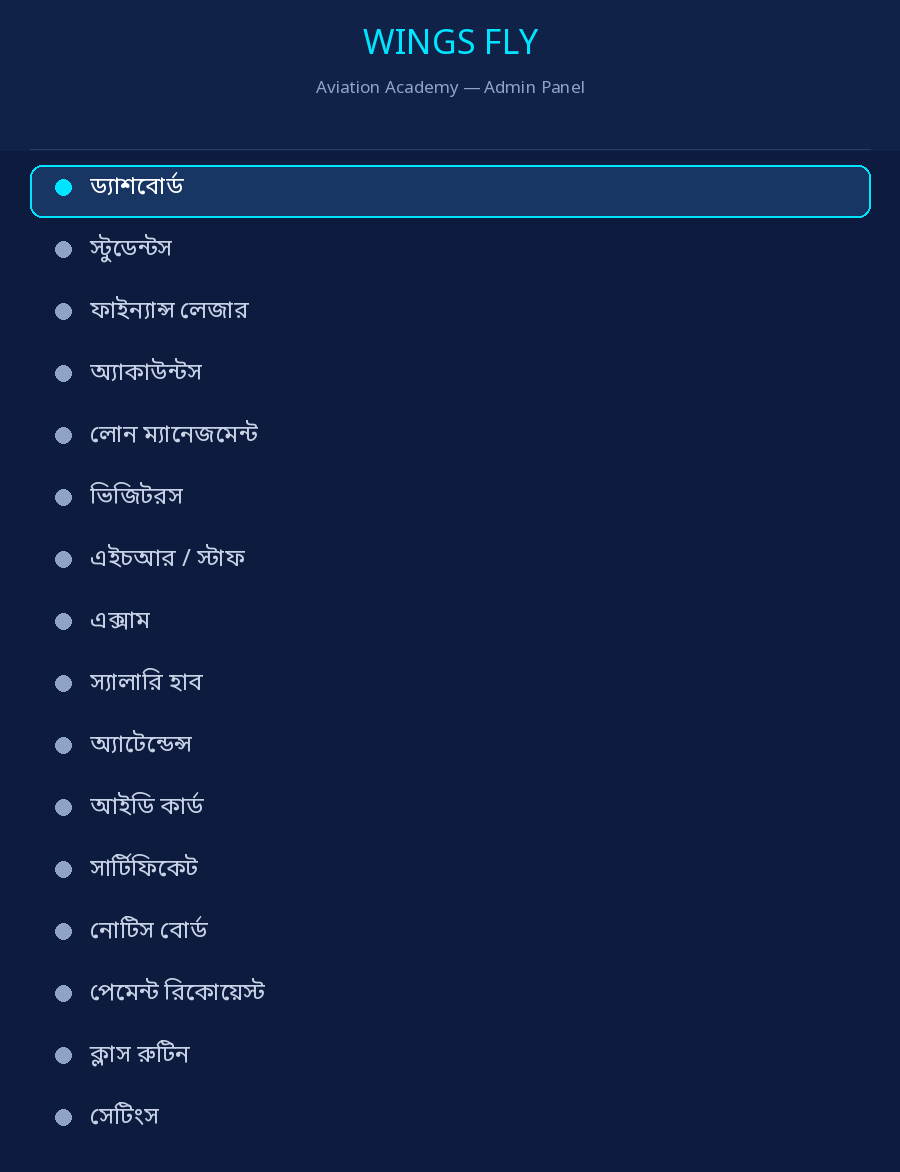 WINGS FLY
Aviation Academy — Admin Panel
ড্যাশবোর্ড
স্টুডেন্টস
ফাইন্যান্স লেজার
অ্যাকাউন্টস
লোন ম্যানেজমেন্ট
ভিজিটরস
এইচআর / স্টাফ
এক্সাম
স্যালারি হাব
অ্যাটেন্ডেন্স
আইডি কার্ড
সার্টিফিকেট
নোটিস বোর্ড
পেমেন্ট রিকোয়েস্ট
ক্লাস রুটিন
সেটিংস